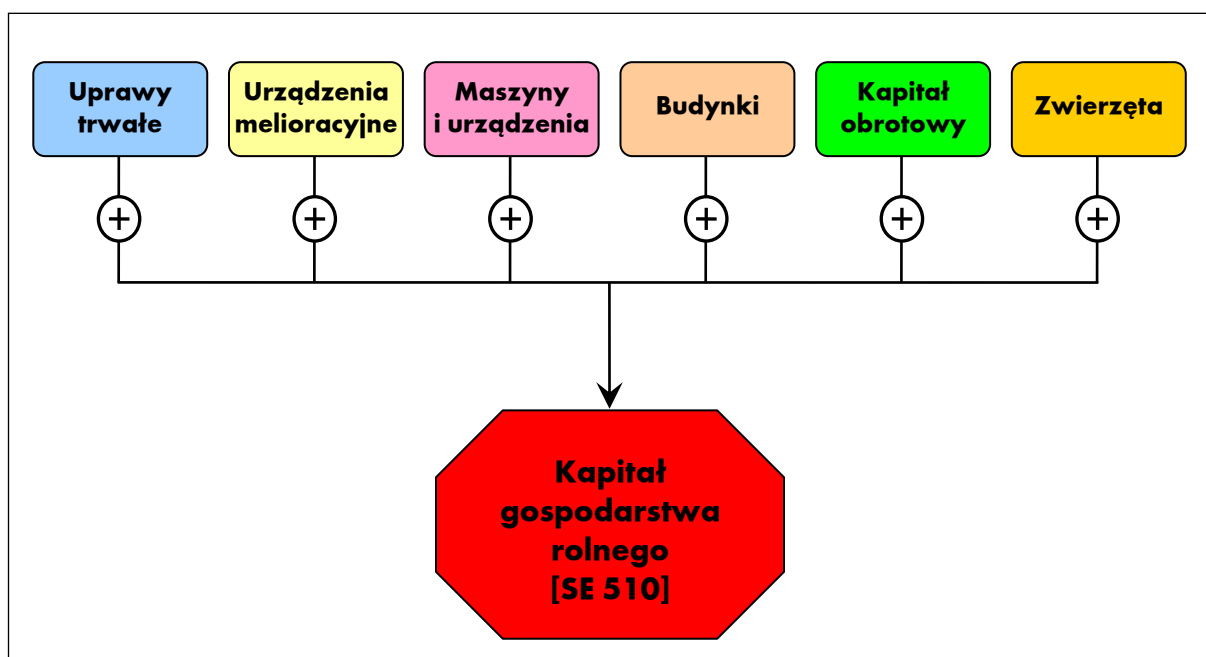 Uprawy
trwałe
Urządzenia
melioracyjne
Maszyny
i urządzenia
Budynki
Kapitał
obrotowy
Zwierzęta
+
+
+
+
+
+
Kapitał
gospodarstwa
rolnego
[SE 510]